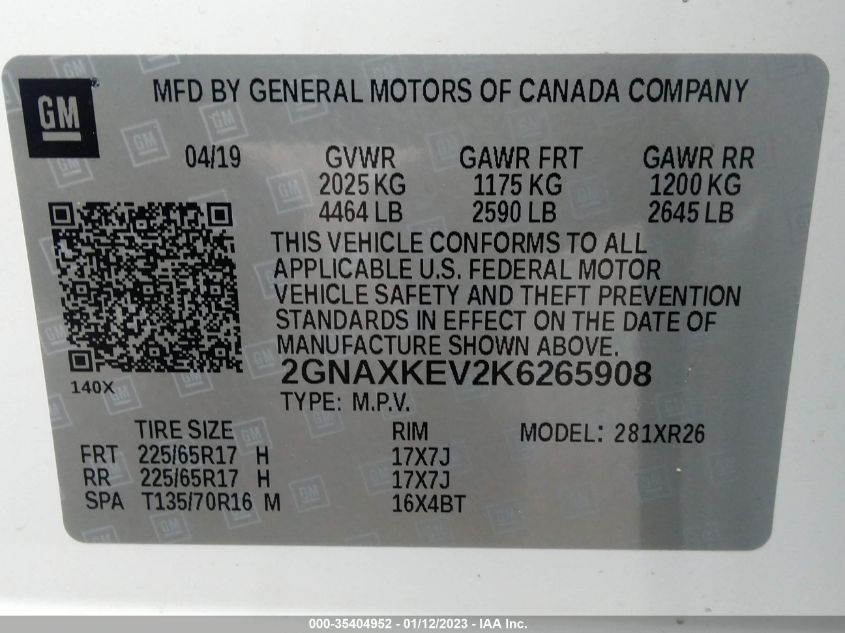 GM
MFD BY GENERAL MOTORS OF CANADA COMPANY
04/19 GVWR GAWR FRT GAWR RR
2025 KG 1175 KG 1200 KG
4464 LB 2590 LB 2645 LB
THIS VEHICLE CONFORMS TO ALL
APPLICABLE U.S. FEDERAL MOTOR
VEHICLE SAFETY AND THEFT PREVENTION
STANDARDS IN EFFECT ON THE DATE OF
MANUFACTURE SHOWN ABOVE.
140X
2GNAXKEV2K6265908
TYPE: M.P.V.
TIRE SIZE RIM MODEL: 281XR26
FRT 225/65R17 H 17X7J
RR 225/65R17 H 17X7J
SPA T135/70R16 M 16X4BT
000-35404952 - 01/12/2023 - IAA Inc.